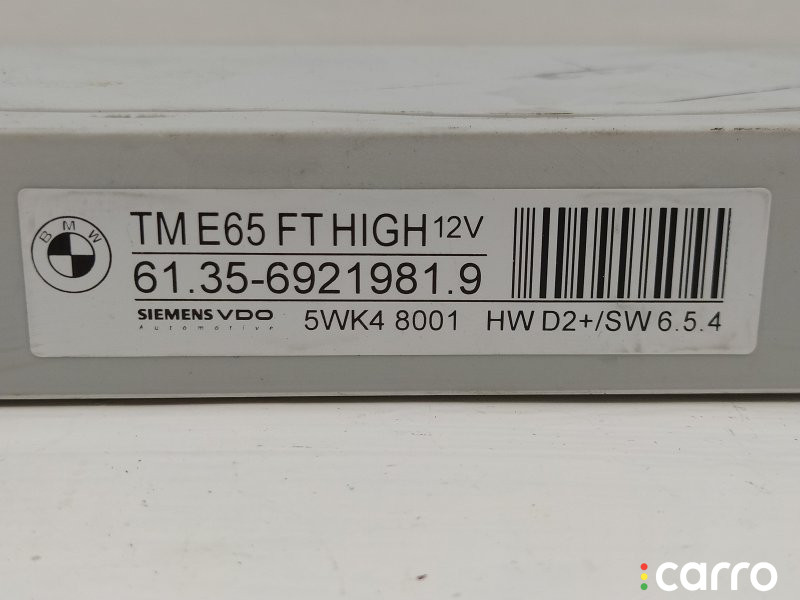 BMW
TM E65 FT HIGH 12V
61.35-6921981.9
SIEMENS VDO
Automotive
5WK4 8001 HW D2+/SW 6.5.4
carro